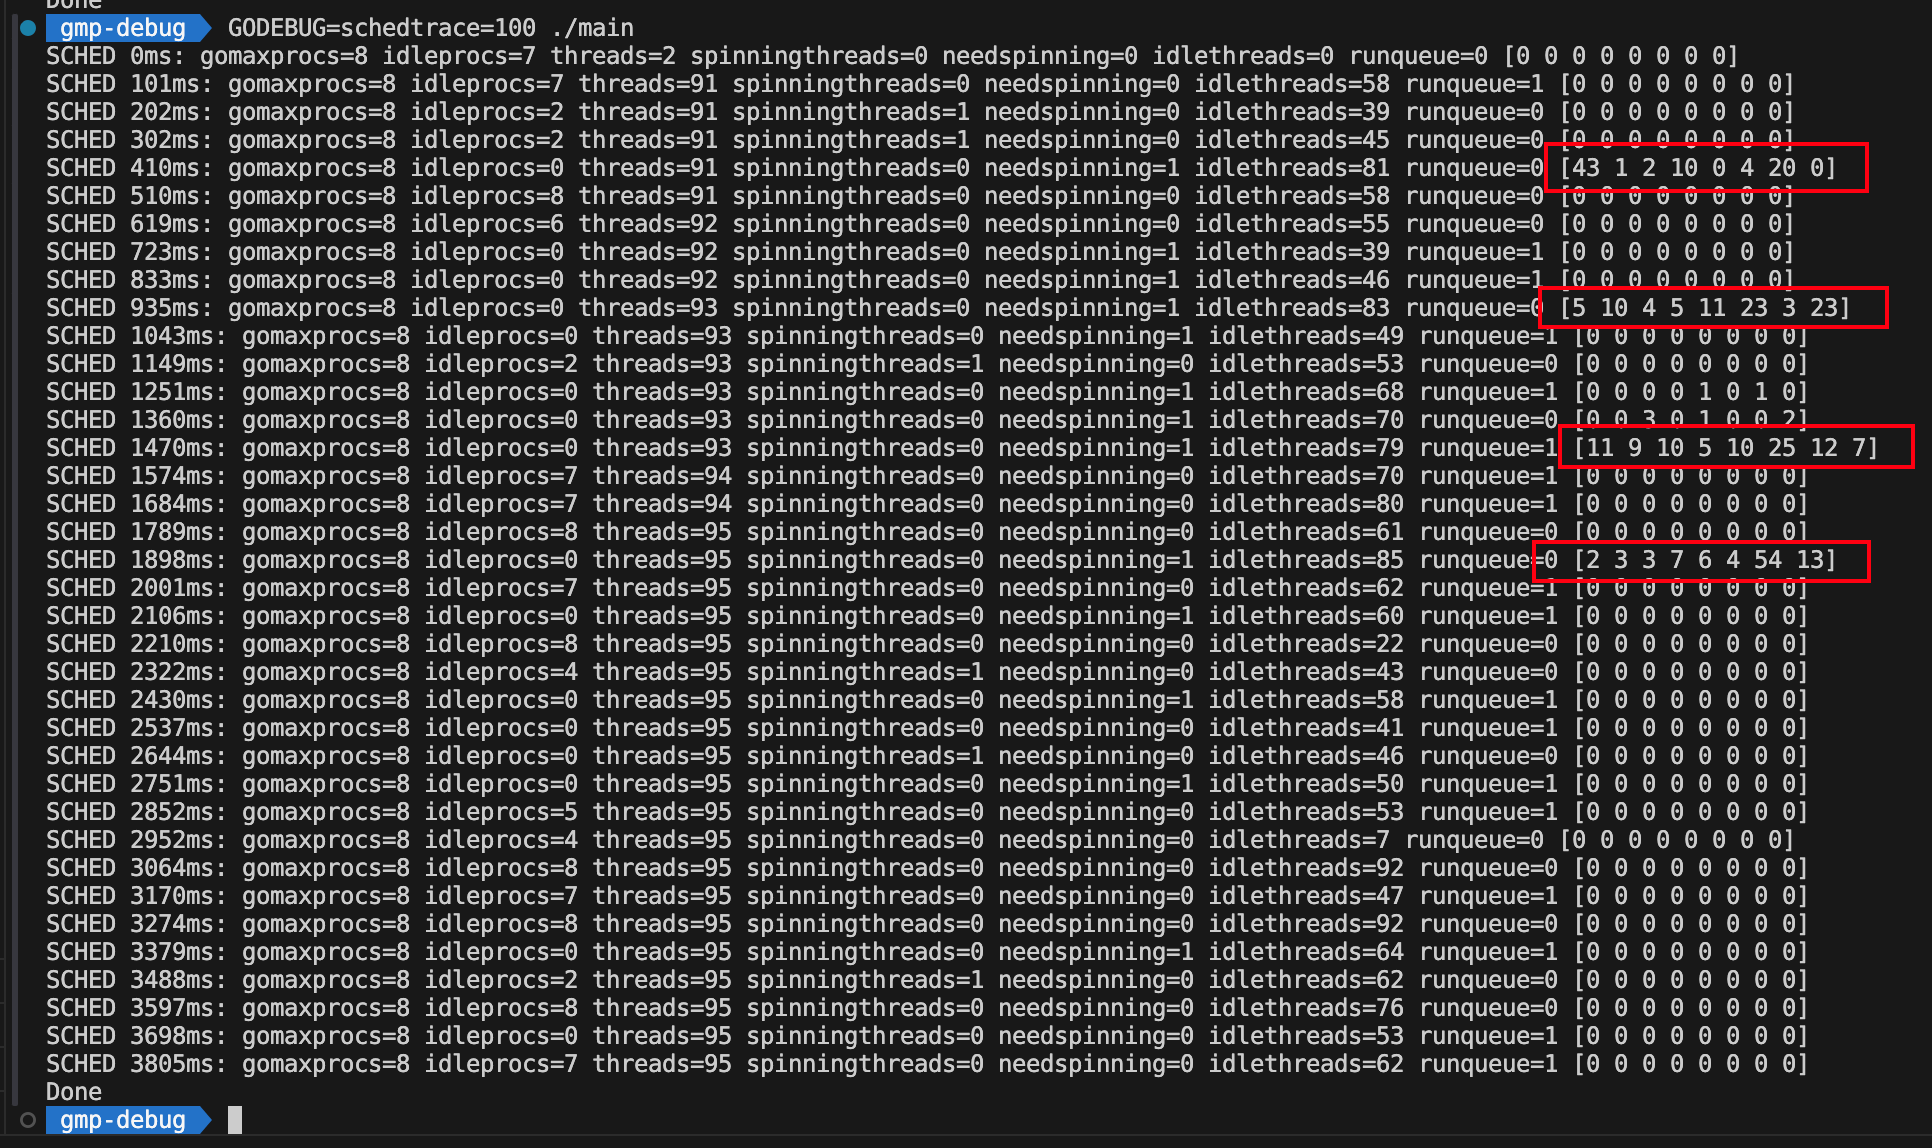 Done
gmp-debug GODEBUG=schedtrace=100 ./main
SCHED 0ms: gomaxprocs=8 idleprocs=7 threads=2 spinningthreads=0 needspinning=0 idlethreads=0 runqueue=0 [0 0 0 0 0 0 0 0]
SCHED 101ms: gomaxprocs=8 idleprocs=7 threads=91 spinningthreads=0 needspinning=0 idlethreads=58 runqueue=1 [0 0 0 0 0 0 0 0]
SCHED 202ms: gomaxprocs=8 idleprocs=2 threads=91 spinningthreads=1 needspinning=0 idlethreads=39 runqueue=0 [0 0 0 0 0 0 0 0]
SCHED 302ms: gomaxprocs=8 idleprocs=2 threads=91 spinningthreads=1 needspinning=0 idlethreads=45 runqueue=0 [0 0 0 0 0 0 0 0]
SCHED 410ms: gomaxprocs=8 idleprocs=0 threads=91 spinningthreads=0 needspinning=1 idlethreads=81 runqueue=0 [43 1 2 10 0 4 20 0]
SCHED 510ms: gomaxprocs=8 idleprocs=8 threads=91 spinningthreads=0 needspinning=0 idlethreads=58 runqueue=0 [0 0 0 0 0 0 0 0]
SCHED 619ms: gomaxprocs=8 idleprocs=6 threads=92 spinningthreads=0 needspinning=0 idlethreads=55 runqueue=0 [0 0 0 0 0 0 0 0]
SCHED 723ms: gomaxprocs=8 idleprocs=0 threads=92 spinningthreads=0 needspinning=1 idlethreads=39 runqueue=1 [0 0 0 0 0 0 0 0]
SCHED 833ms: gomaxprocs=8 idleprocs=0 threads=92 spinningthreads=0 needspinning=1 idlethreads=46 runqueue=1 [0 0 0 0 0 0 0 0]
SCHED 935ms: gomaxprocs=8 idleprocs=0 threads=93 spinningthreads=0 needspinning=1 idlethreads=83 runqueue=0 [5 10 4 5 11 23 3 23]
SCHED 1043ms: gomaxprocs=8 idleprocs=0 threads=93 spinningthreads=0 needspinning=1 idlethreads=49 runqueue=1 [0 0 0 0 0 0 0 0]
SCHED 1149ms: gomaxprocs=8 idleprocs=2 threads=93 spinningthreads=1 needspinning=0 idlethreads=53 runqueue=0 [0 0 0 0 0 0 0 0]
SCHED 1251ms: gomaxprocs=8 idleprocs=0 threads=93 spinningthreads=0 needspinning=1 idlethreads=68 runqueue=1 [0 0 0 0 1 0 1 0]
SCHED 1360ms: gomaxprocs=8 idleprocs=0 threads=93 spinningthreads=0 needspinning=1 idlethreads=70 runqueue=0 [0 0 3 0 1 0 0 2]
SCHED 1470ms: gomaxprocs=8 idleprocs=0 threads=93 spinningthreads=0 needspinning=1 idlethreads=79 runqueue=1 [11 9 10 5 10 25 12 7]
SCHED 1574ms: gomaxprocs=8 idleprocs=7 threads=94 spinningthreads=0 needspinning=0 idlethreads=70 runqueue=1 [0 0 0 0 0 0 0 0]
SCHED 1684ms: gomaxprocs=8 idleprocs=7 threads=94 spinningthreads=0 needspinning=0 idlethreads=80 runqueue=1 [0 0 0 0 0 0 0 0]
SCHED 1789ms: gomaxprocs=8 idleprocs=8 threads=95 spinningthreads=0 needspinning=0 idlethreads=61 runqueue=0 [0 0 0 0 0 0 0 0]
SCHED 1898ms: gomaxprocs=8 idleprocs=0 threads=95 spinningthreads=0 needspinning=1 idlethreads=85 runqueue=0 [2 3 3 7 6 4 54 13]
SCHED 2001ms: gomaxprocs=8 idleprocs=7 threads=95 spinningthreads=0 needspinning=0 idlethreads=62 runqueue=1 [0 0 0 0 0 0 0 0]
SCHED 2106ms: gomaxprocs=8 idleprocs=0 threads=95 spinningthreads=0 needspinning=1 idlethreads=60 runqueue=1 [0 0 0 0 0 0 0 0]
SCHED 2210ms: gomaxprocs=8 idleprocs=8 threads=95 spinningthreads=0 needspinning=0 idlethreads=22 runqueue=0 [0 0 0 0 0 0 0 0]
SCHED 2322ms: gomaxprocs=8 idleprocs=4 threads=95 spinningthreads=1 needspinning=0 idlethreads=43 runqueue=0 [0 0 0 0 0 0 0 0]
SCHED 2430ms: gomaxprocs=8 idleprocs=0 threads=95 spinningthreads=0 needspinning=1 idlethreads=58 runqueue=1 [0 0 0 0 0 0 0 0]
SCHED 2537ms: gomaxprocs=8 idleprocs=0 threads=95 spinningthreads=0 needspinning=0 idlethreads=41 runqueue=1 [0 0 0 0 0 0 0 0]
SCHED 2644ms: gomaxprocs=8 idleprocs=0 threads=95 spinningthreads=1 needspinning=0 idlethreads=46 runqueue=0 [0 0 0 0 0 0 0 0]
SCHED 2751ms: gomaxprocs=8 idleprocs=0 threads=95 spinningthreads=0 needspinning=1 idlethreads=50 runqueue=1 [0 0 0 0 0 0 0 0]
SCHED 2852ms: gomaxprocs=8 idleprocs=5 threads=95 spinningthreads=0 needspinning=0 idlethreads=53 runqueue=1 [0 0 0 0 0 0 0 0]
SCHED 2952ms: gomaxprocs=8 idleprocs=4 threads=95 spinningthreads=0 needspinning=0 idlethreads=7 runqueue=0 [0 0 0 0 0 0 0 0]
SCHED 3064ms: gomaxprocs=8 idleprocs=8 threads=95 spinningthreads=0 needspinning=0 idlethreads=92 runqueue=0 [0 0 0 0 0 0 0 0]
SCHED 3170ms: gomaxprocs=8 idleprocs=7 threads=95 spinningthreads=0 needspinning=0 idlethreads=47 runqueue=1 [0 0 0 0 0 0 0 0]
SCHED 3274ms: gomaxprocs=8 idleprocs=8 threads=95 spinningthreads=0 needspinning=0 idlethreads=92 runqueue=0 [0 0 0 0 0 0 0 0]
SCHED 3379ms: gomaxprocs=8 idleprocs=0 threads=95 spinningthreads=0 needspinning=1 idlethreads=64 runqueue=1 [0 0 0 0 0 0 0 0]
SCHED 3488ms: gomaxprocs=8 idleprocs=2 threads=95 spinningthreads=1 needspinning=0 idlethreads=62 runqueue=0 [0 0 0 0 0 0 0 0]
SCHED 3597ms: gomaxprocs=8 idleprocs=8 threads=95 spinningthreads=0 needspinning=0 idlethreads=76 runqueue=0 [0 0 0 0 0 0 0 0]
SCHED 3698ms: gomaxprocs=8 idleprocs=0 threads=95 spinningthreads=0 needspinning=0 idlethreads=53 runqueue=1 [0 0 0 0 0 0 0 0]
SCHED 3805ms: gomaxprocs=8 idleprocs=7 threads=95 spinningthreads=0 needspinning=0 idlethreads=62 runqueue=1 [0 0 0 0 0 0 0 0]
Done
gmp-debug